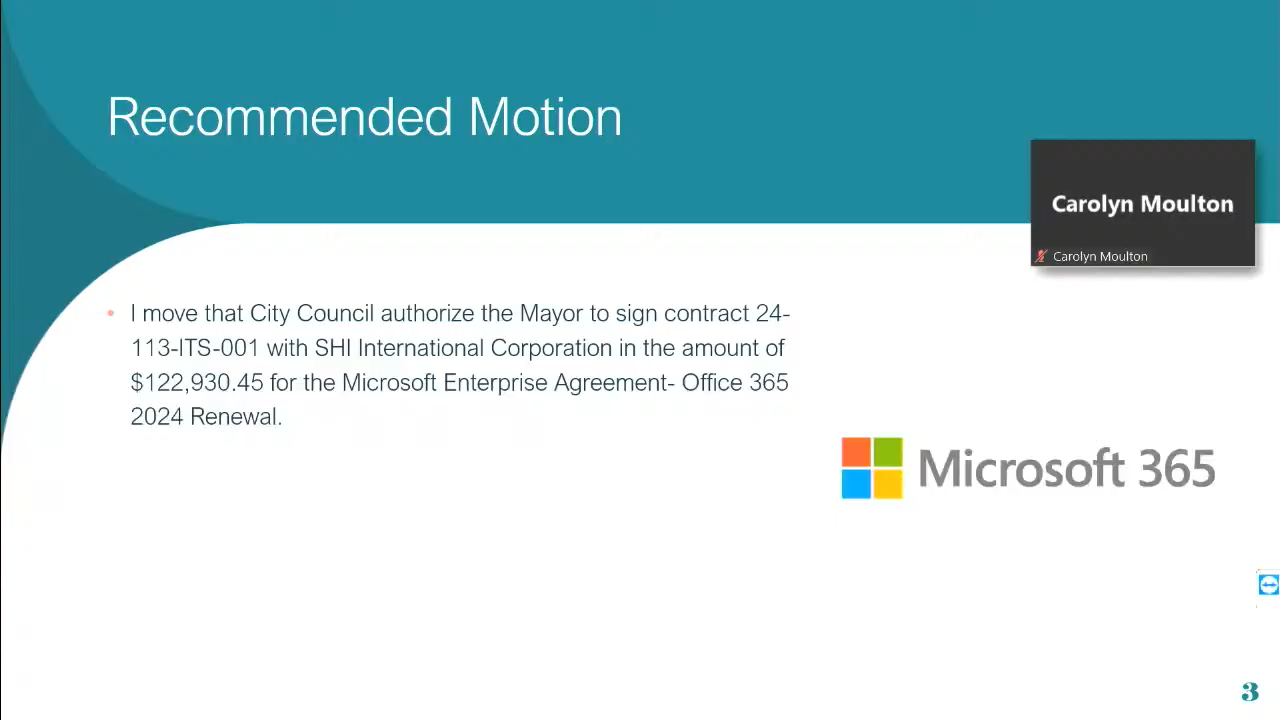 Recommended Motion
Carolyn Moulton
Carolyn Moulton
• I move that City Council authorize the Mayor to sign contract 24-
113-ITS-001 with SHI International Corporation in the amount of
$122,930.45 for the Microsoft Enterprise Agreement- Office 365
2024 Renewal.
Microsoft 365
3